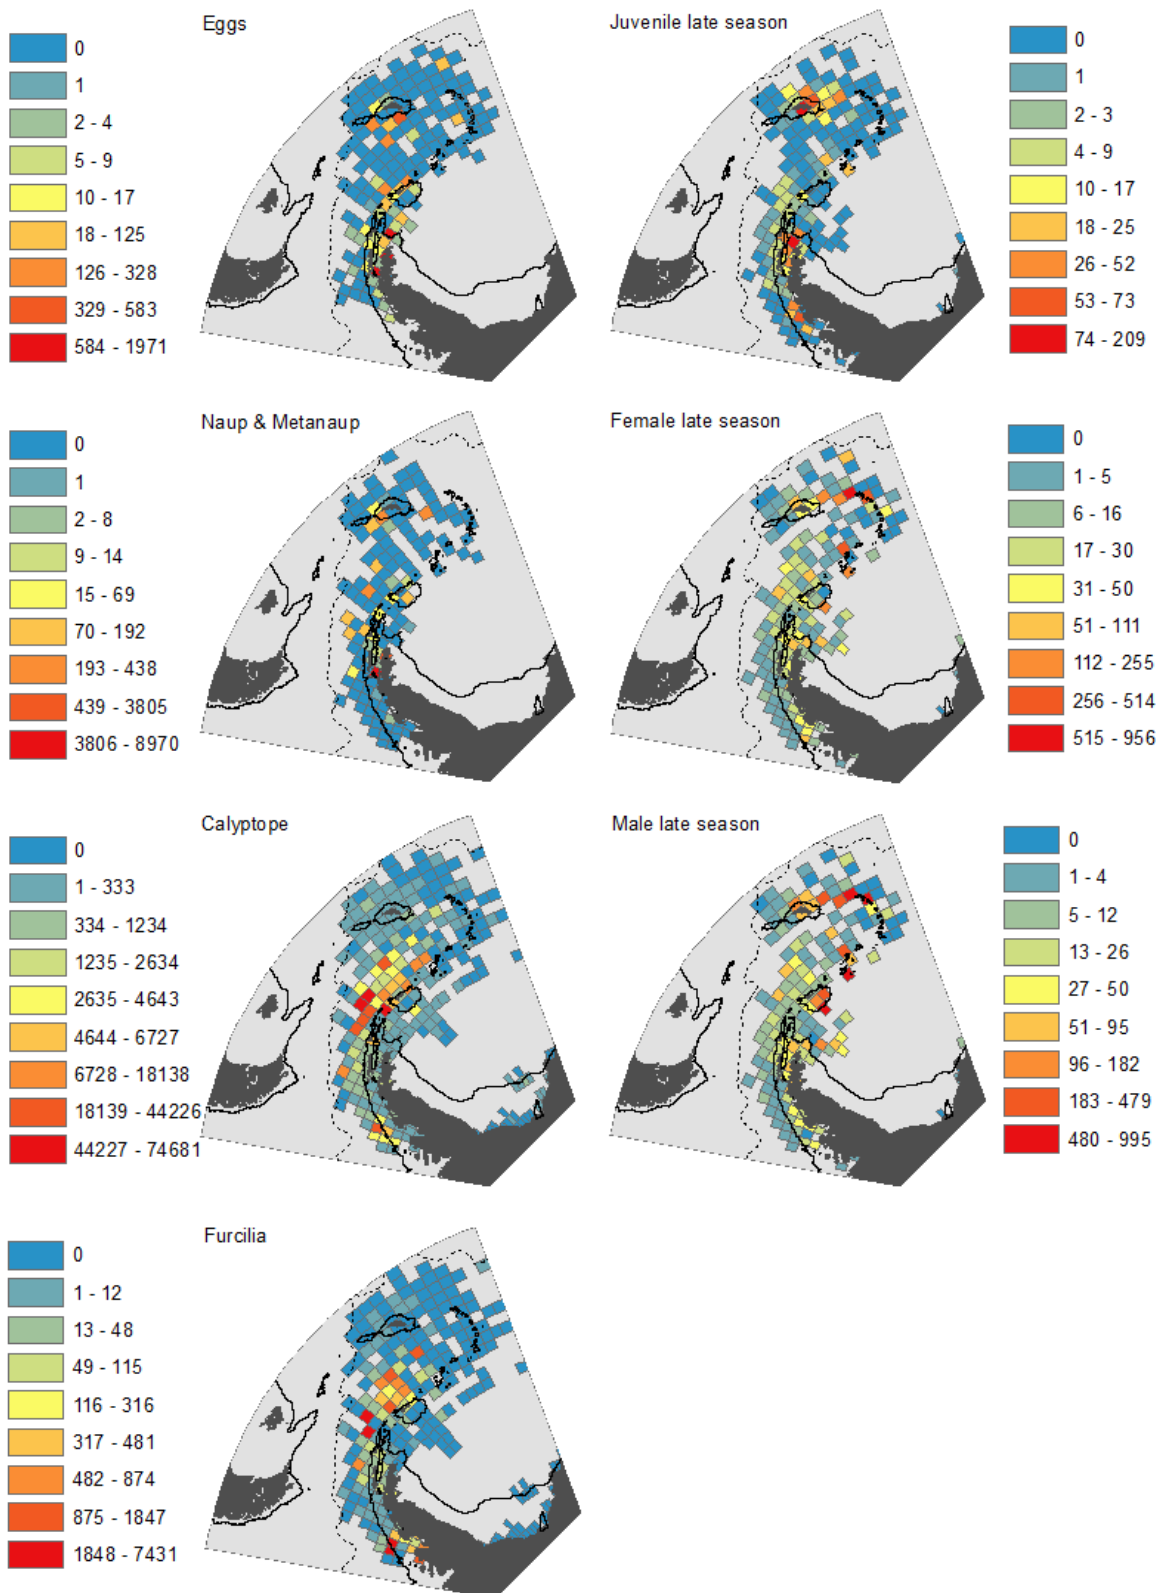 Eggs
0
1
2 - 4
5 - 9
10 - 17
18 - 125
126 - 328
329 - 583
584 - 1971
Juvenile late season
0
1
2 - 3
4 - 9
10 - 17
18 - 25
26 - 52
53 - 73
74 - 209
Naup & Metanaup
0
1
2 - 8
9 - 14
15 - 69
70 - 192
193 - 438
439 - 3805
3806 - 8970
Female late season
0
1 - 5
6 - 16
17 - 30
31 - 50
51 - 111
112 - 255
256 - 514
515 - 956
Calyptope
0
1 - 333
334 - 1234
1235 - 2634
2635 - 4643
4644 - 6727
6728 - 18138
18139 - 44226
44227 - 74681
Male late season
0
1 - 4
5 - 12
13 - 26
27 - 50
51 - 95
96 - 182
183 - 479
480 - 995
Furcilia
0
1 - 12
13 - 48
49 - 115
116 - 316
317 - 481
482 - 874
875 - 1847
1848 - 7431